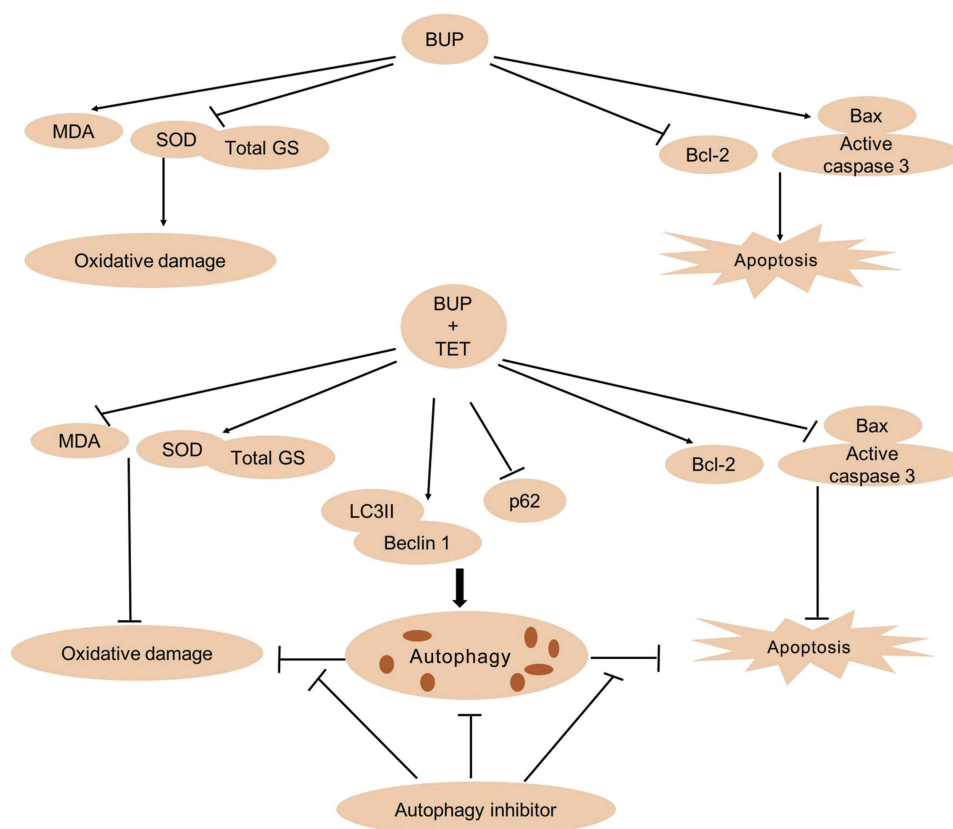 BUP
MDA
SOD
Total GS
Bax
Bcl-2
Active
caspase 3
Oxidative damage
Apoptosis
BUP
+
TET
MDA
SOD
Total GS
Bax
Bcl-2
Active
caspase 3
LC3II
p62
Beclin 1
Oxidative damage
Autophagy
Apoptosis
Autophagy inhibitor